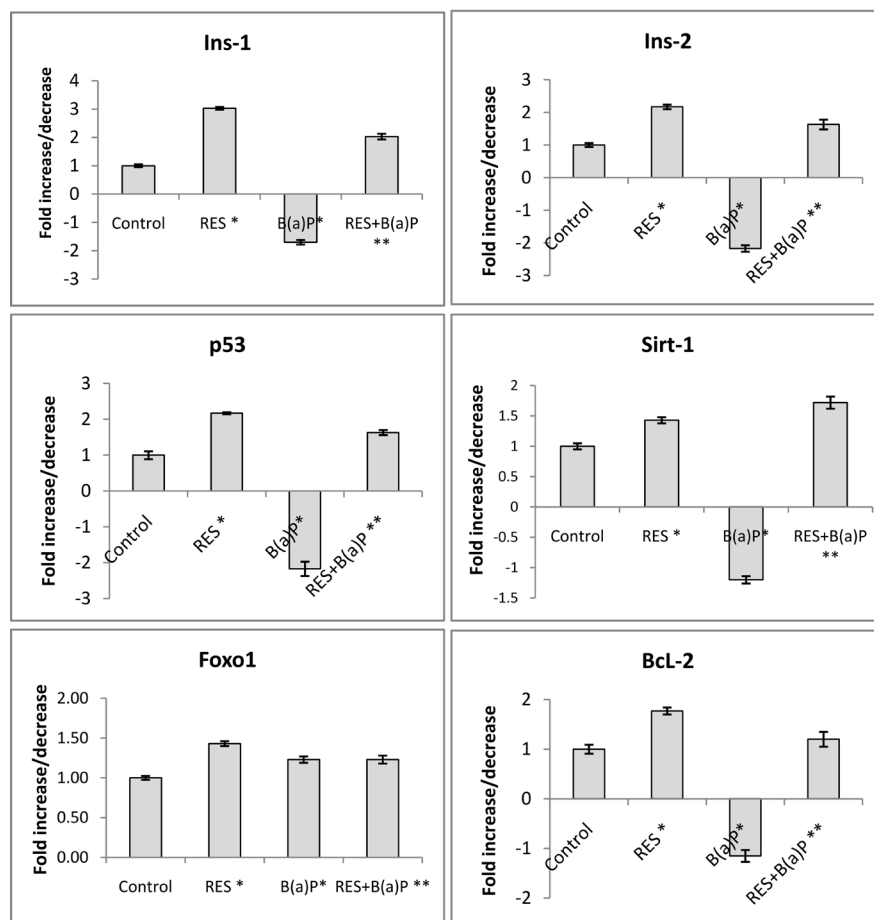 Ins-1
Fold increase/decrease
4
3
2
1
0
-1
-2
-3
Control
RES *
B(a)P*
RES+B(a)P
**
Ins-2
Fold increase/decrease
3
2
1
0
-1
-2
-3
Control
RES*
B(a)P*
RES+B(a)P **
p53
Fold increase/decrease
3
2
1
0
-1
-2
-3
Control
RES *
B(a)P*
RES+B(a)P **
Sirt-1
Fold increase/decrease
2
1.5
1
0.5
0
-0.5
-1
-1.5
Control
RES *
B(a)P*
RES+B(a)P
**
Foxo1
Fold increase/decrease
2.00
1.50
1.00
0.50
0.00
Control
RES *
B(a)P*
RES+B(a)P **
BcL-2
Fold increase/decrease
2
1
0
-1
-2
Control
RES *
B(a)P*
RES+B(a)P **